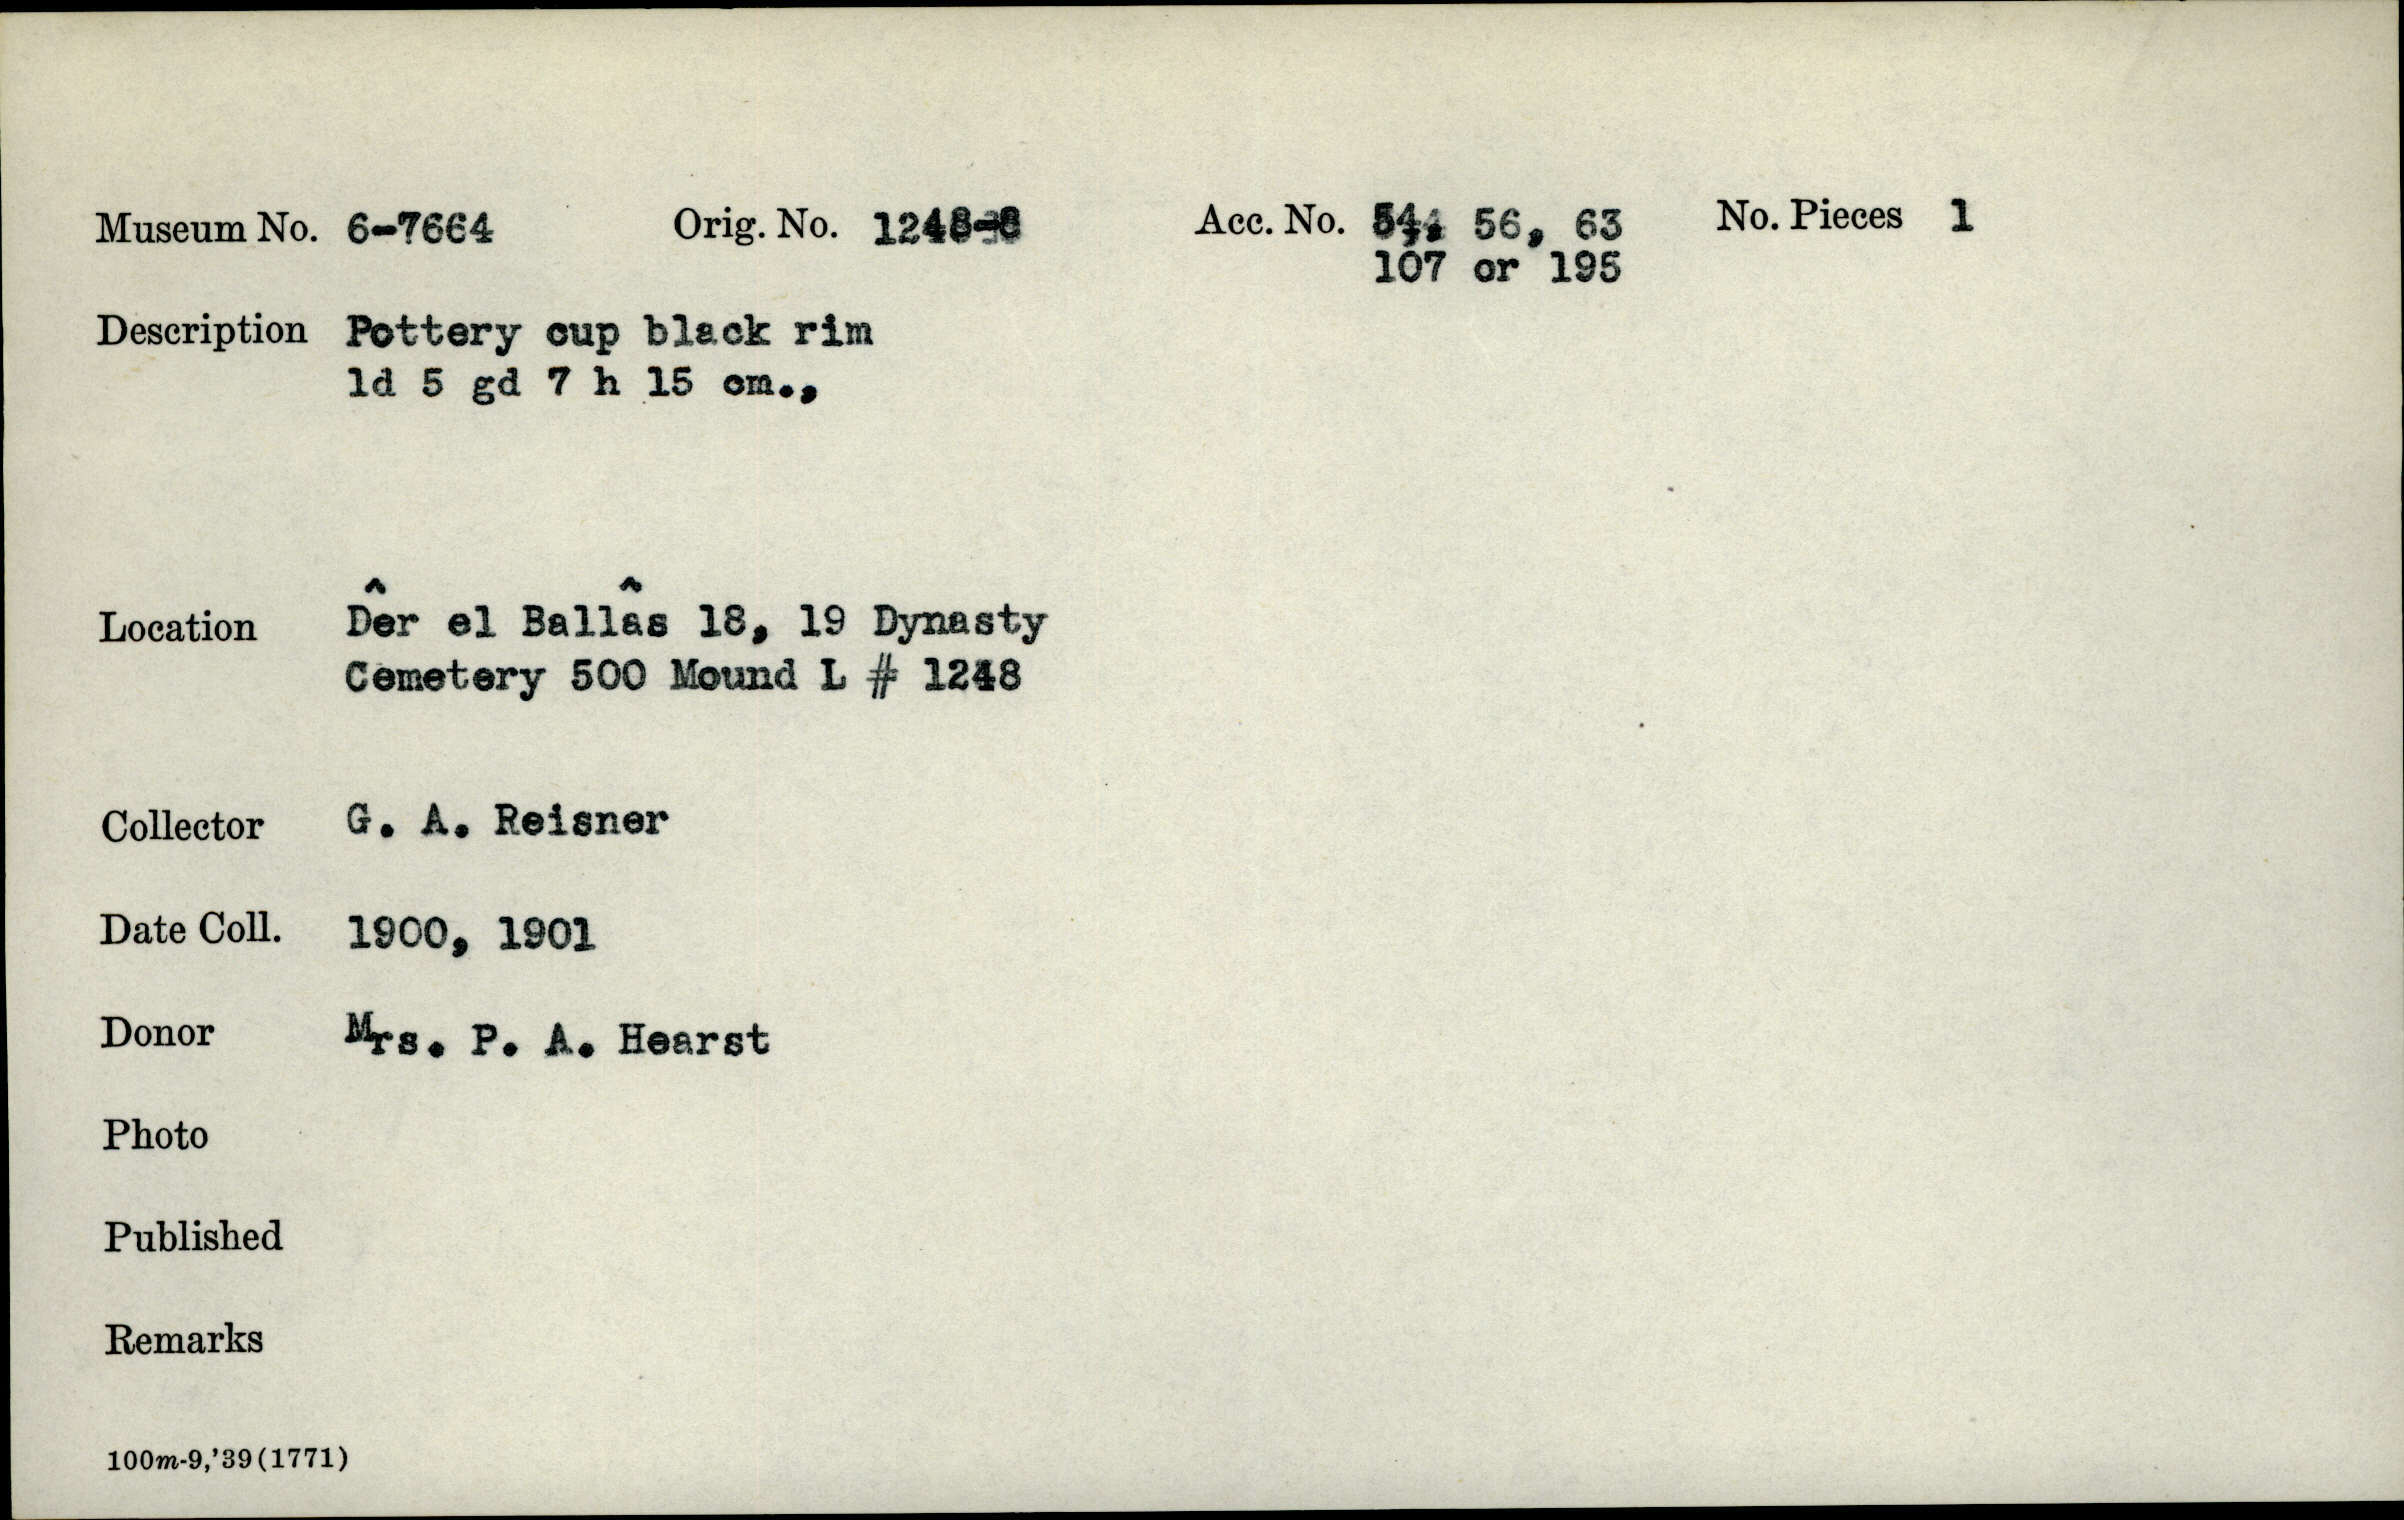 Museum No. 6-7664 Orig. No. 1248-8 Acc. No. 54, 56, 63 No. Pieces 1
107 or 195
Description Pottery cup black rim
ld 5 gd 7 h 15 cm.,
Location Dêr el Ballâs 18, 19 Dynasty
Cemetery 500 Mound L # 1248
Collector G. A. Reisner
Date Coll. 1900, 1901
Donor Mrs. P. A. Hearst
Photo
Published
Remarks
100m-9,'39(1771)